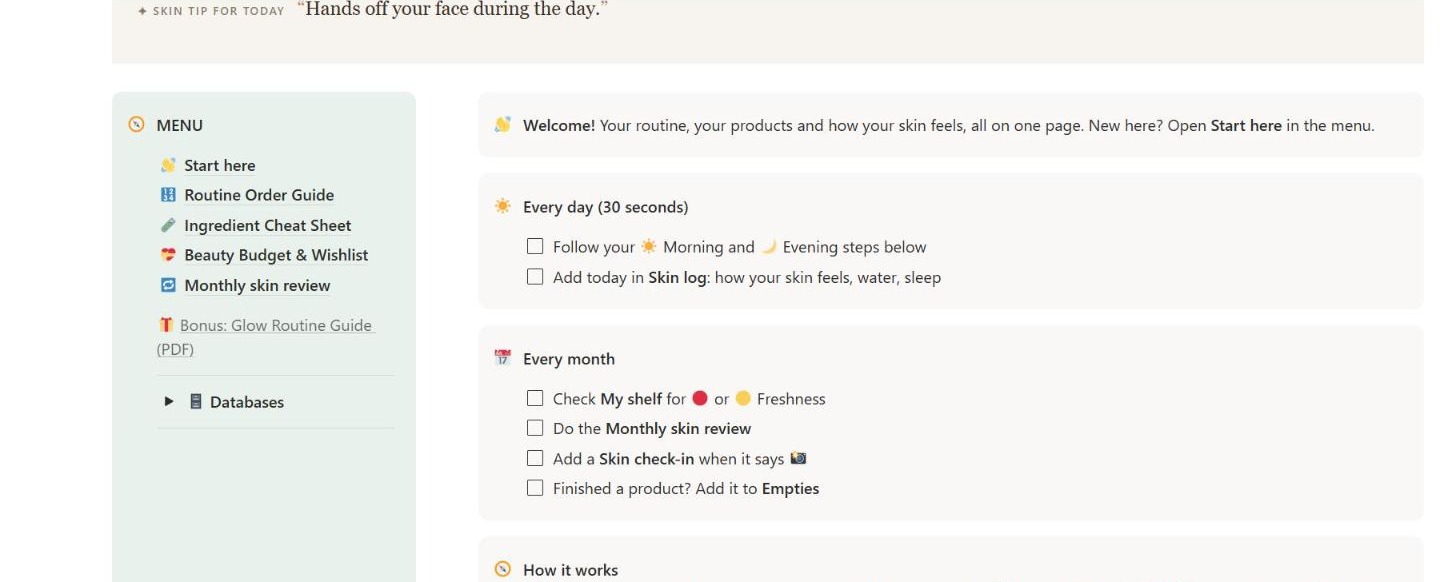 ✦ SKIN TIP FOR TODAY “Hands off your face during the day.”
MENU
Start here
Routine Order Guide
Ingredient Cheat Sheet
Beauty Budget & Wishlist
Monthly skin review
Bonus: Glow Routine Guide
(PDF)
Databases
Welcome! Your routine, your products and how your skin feels, all on one page. New here? Open Start here in the menu.
Every day (30 seconds)
Follow your ☀️ Morning and 🌙 Evening steps below
Add today in Skin log: how your skin feels, water, sleep
Every month
Check My shelf for 🔴 or 🟡 Freshness
Do the Monthly skin review
Add a Skin check-in when it says 📸
Finished a product? Add it to Empties
How it works